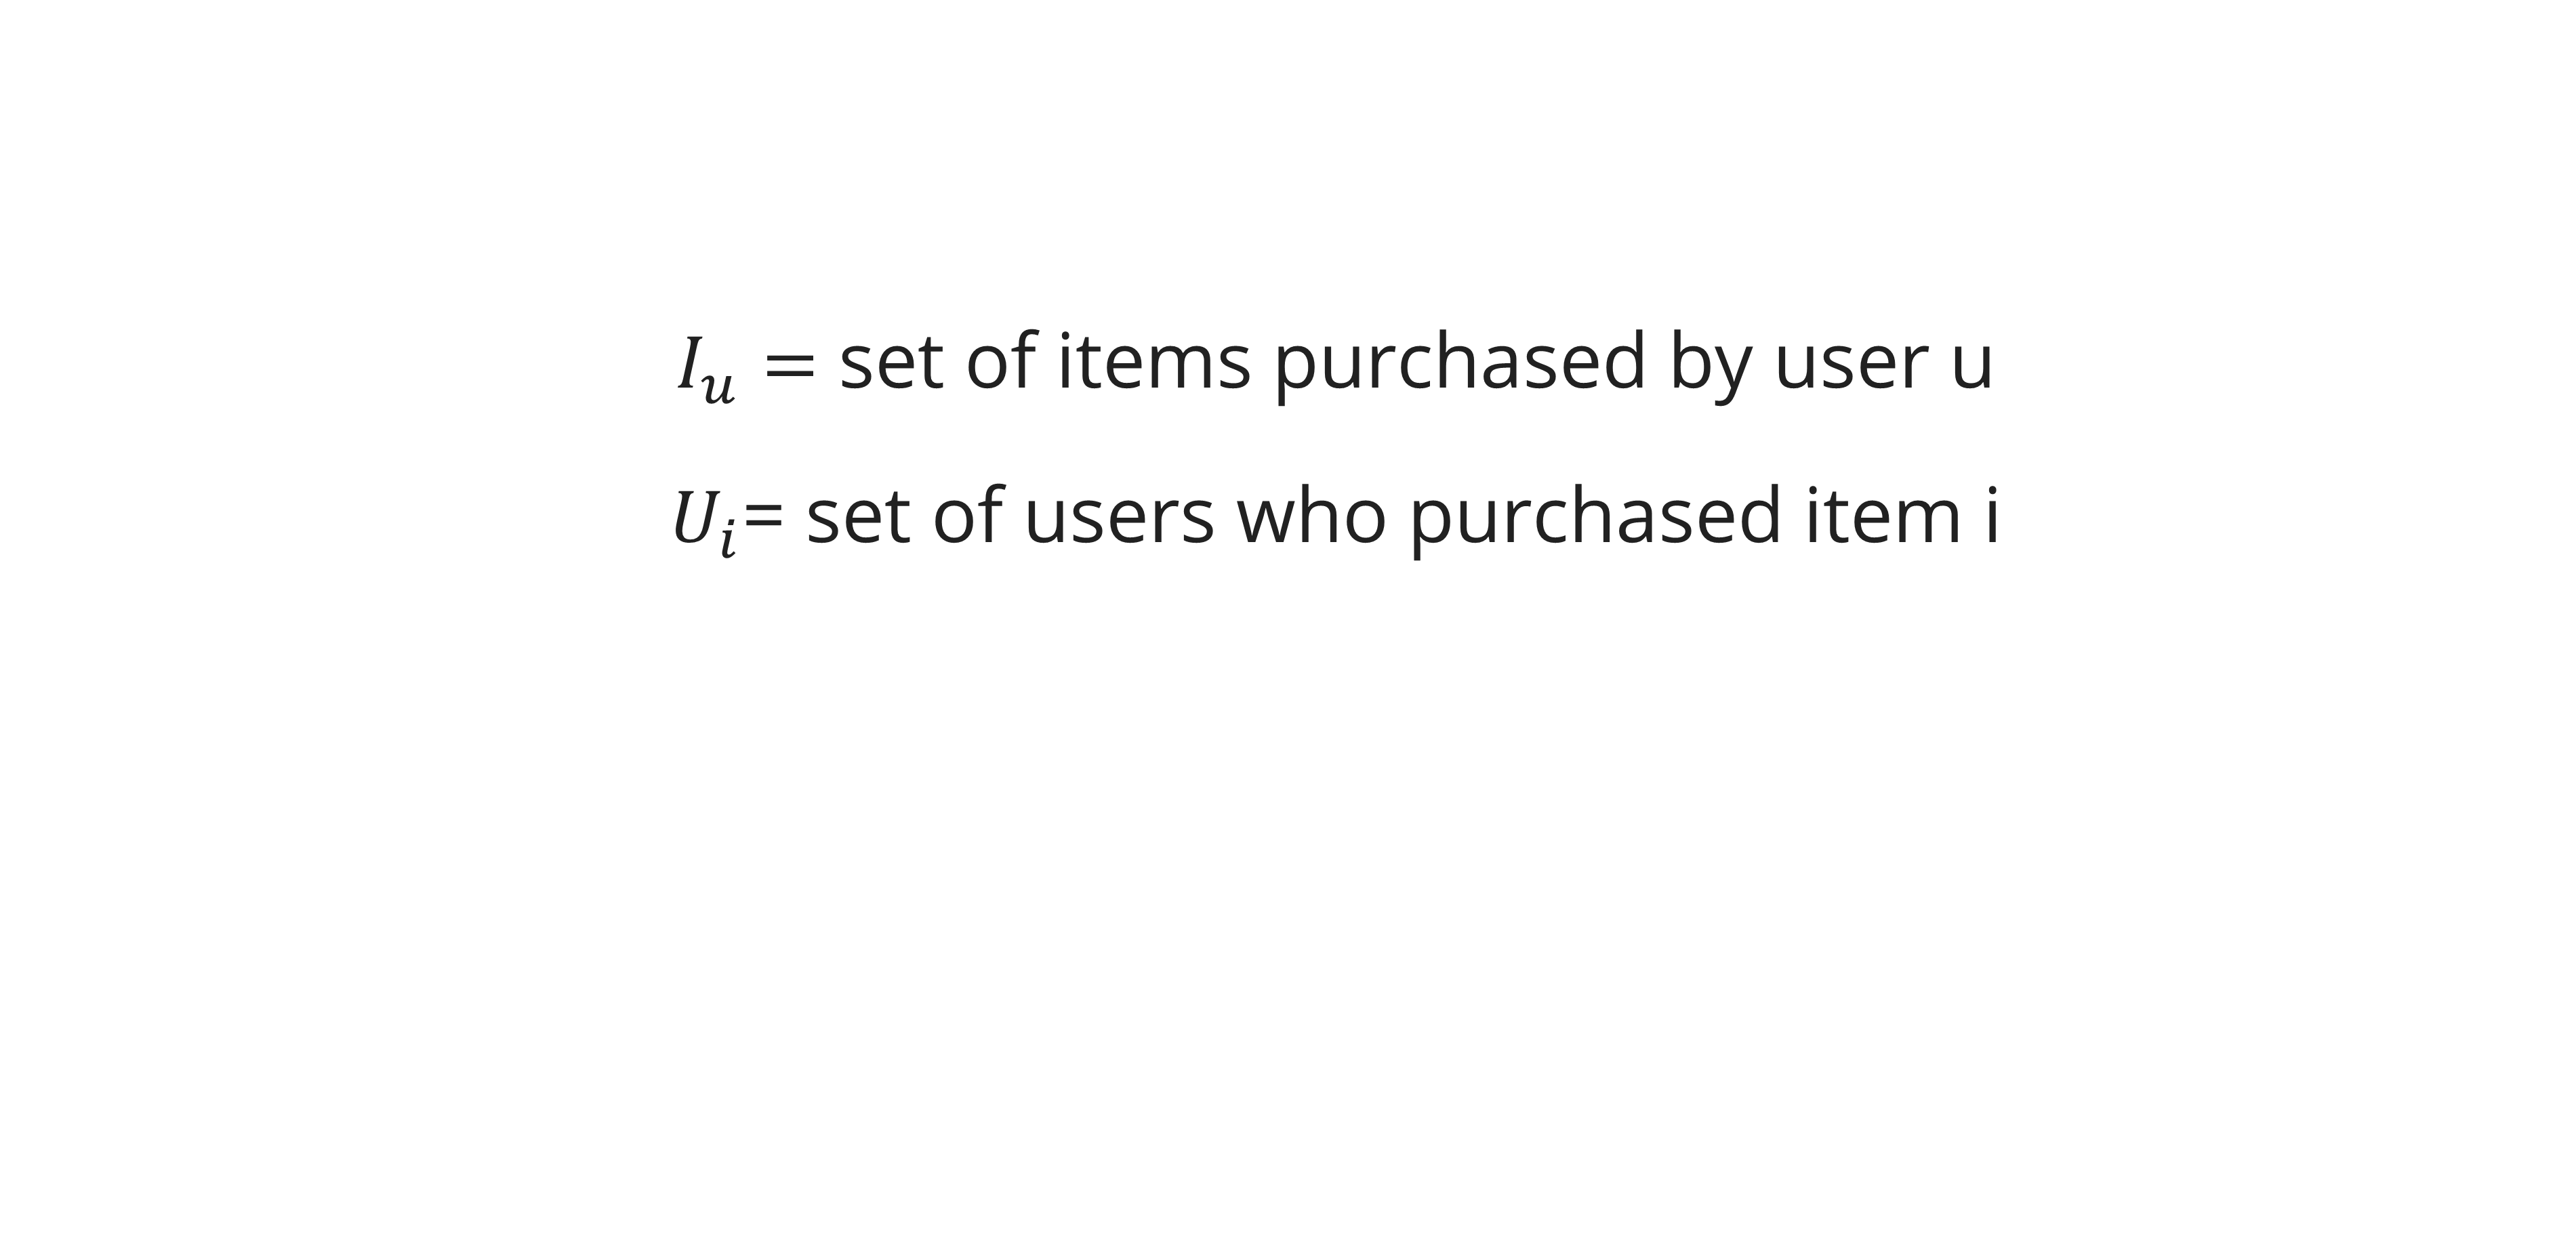 I_u = set of items purchased by user u
U_i= set of users who purchased item i